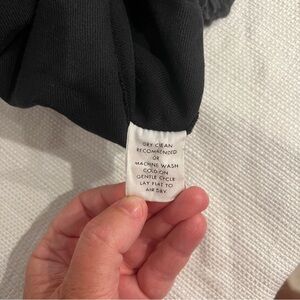 DRY CLEAN
RECOMMENDED
OR
MACHINE WASH
COLD ON
GENTLE CYCLE
LAY FLAT TO
AIR DRY